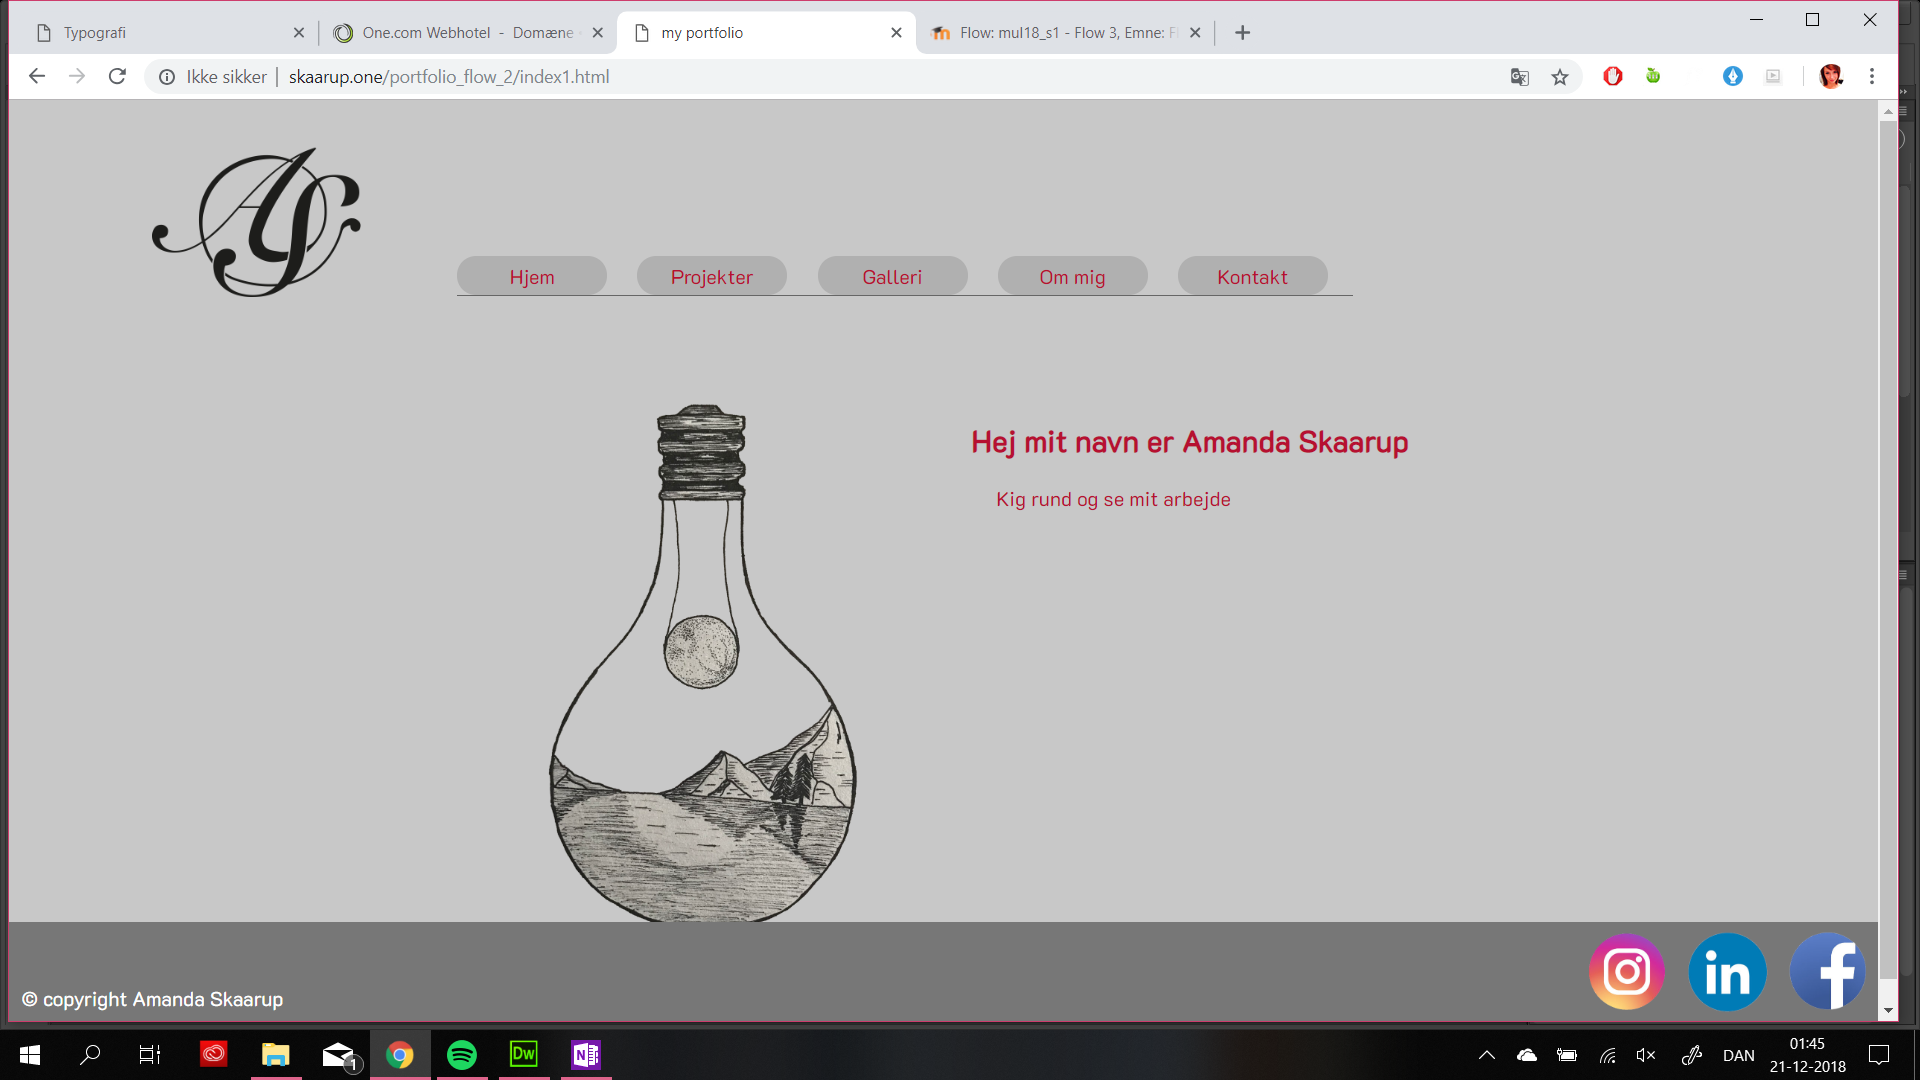 Typografi
One.com Webhotel - Domæne
my portfolio
Flow: mul18_s1 - Flow 3, Emne: F
Ikke sikker | skaarup.one/portfolio_flow_2/index1.html
AS
Hjem
Projekter
Galleri
Om mig
Kontakt
Hej mit navn er Amanda Skaarup
Kig rund og se mit arbejde
© copyright Amanda Skaarup
in
f
Dw
N
1
DAN
01:45
21-12-2018